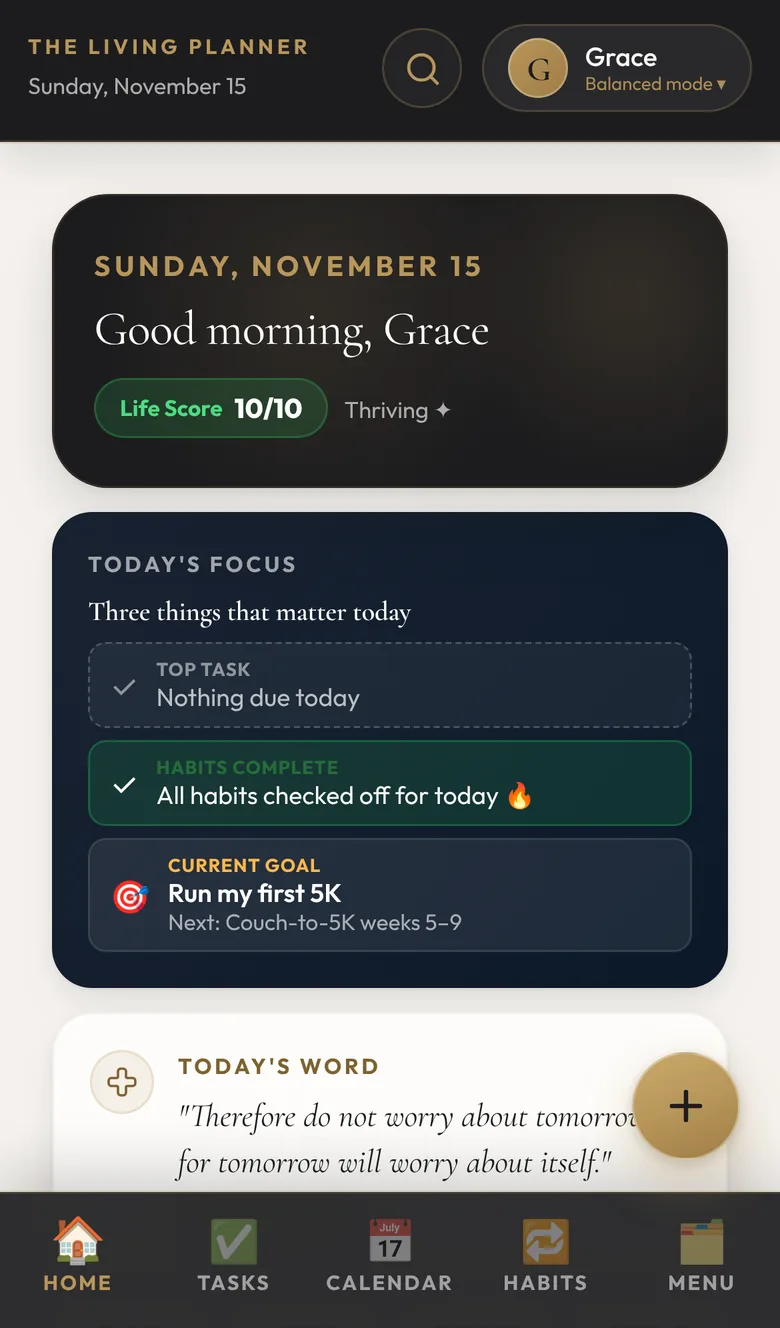 THE LIVING PLANNER
Sunday, November 15
G
Grace
Balanced mode ▾
SUNDAY, NOVEMBER 15
Good morning, Grace
Life Score 10/10
Thriving ✦
TODAY'S FOCUS
Three things that matter today
TOP TASK
Nothing due today
HABITS COMPLETE
All habits checked off for today 🔥
CURRENT GOAL
Run my first 5K
Next: Couch-to-5K weeks 5–9
TODAY'S WORD
"Therefore do not worry about
for tomorrow will worry about itself."
July
17
HOME
TASKS
CALENDAR
HABITS
MENU